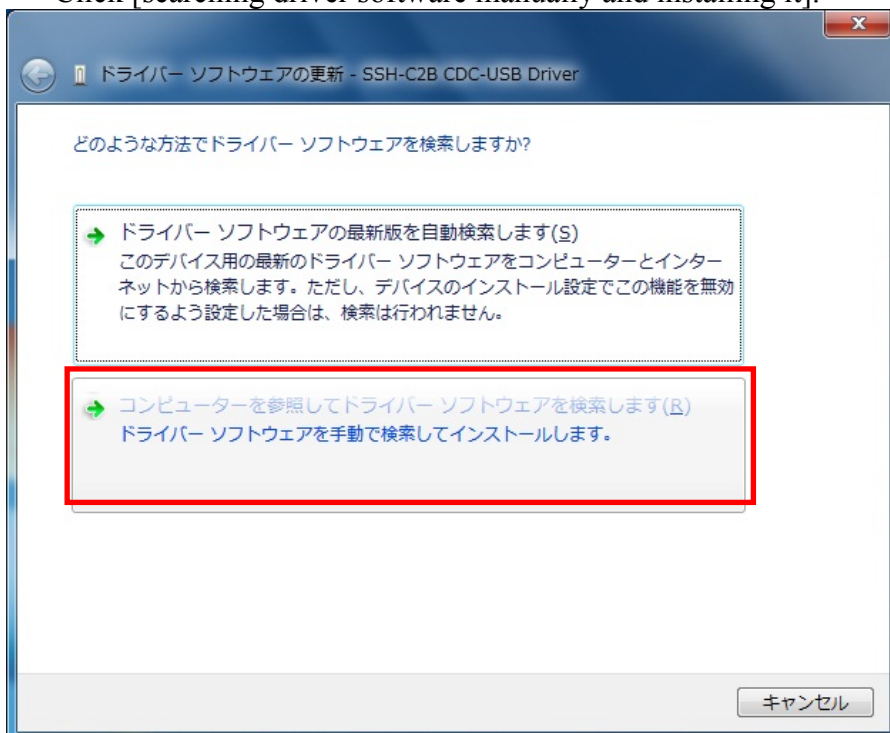 Click [searching driver software manually and installing it].
X
ドライバー ソフトウェアの更新 - SSH-C2B CDC-USB Driver
どのような方法でドライバー ソフトウェアを検索しますか?
ドライバー ソフトウェアの最新版を自動検索します(S)
このデバイス用の最新のドライバー ソフトウェアをコンピューターとインター
ネットから検索します。ただし、デバイスのインストール設定でこの機能を無効
にするよう設定した場合は、検索は行われません。
コンピューターを参照してドライバー ソフトウェアを検索します(R)
ドライバー ソフトウェアを手動で検索してインストールします。
キャンセル